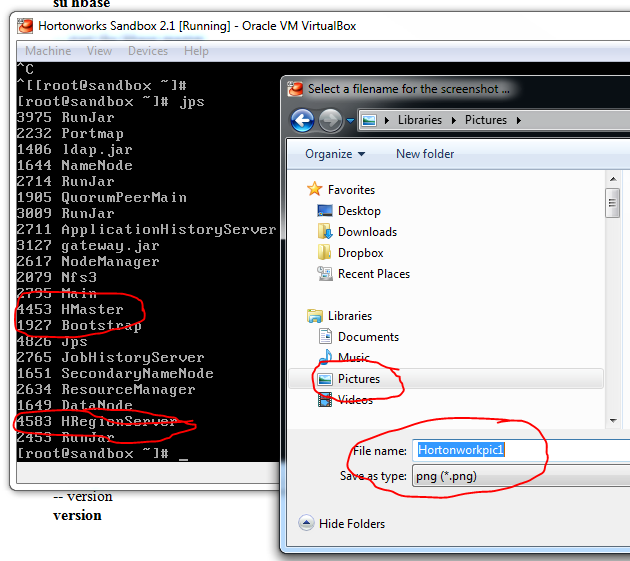 su hbase
Hortonworks Sandbox 2.1 [Running] - Oracle VM VirtualBox
Machine View Devices Help
^C
^[[root@sandbox ~]#
[root@sandbox ~]# jps
3975 RunJar
2232 Portmap
1406 ldap.jar
1644 NameNode
2714 RunJar
1905 QuorumPeerMain
3009 RunJar
2711 ApplicationHistoryServer
3127 gateway.jar
2617 NodeManager
2079 Nfs3
2795 Main
4453 HMaster
1927 Bootstrap
4826 Jps
2765 JobHistoryServer
1651 SecondaryNameNode
2634 ResourceManager
1649 DataNode
4583 HRegionServer
2453 RunJar
[root@sandbox ~]# _
-- version
version
Select a filename for the screenshot ...
Libraries Pictures
Organize New folder
Favorites
Desktop
Downloads
Dropbox
Recent Places
Libraries
Documents
Music
Pictures
Videos
File name: Hortonworkpic1
Save as type: png (*.png)
Hide Folders